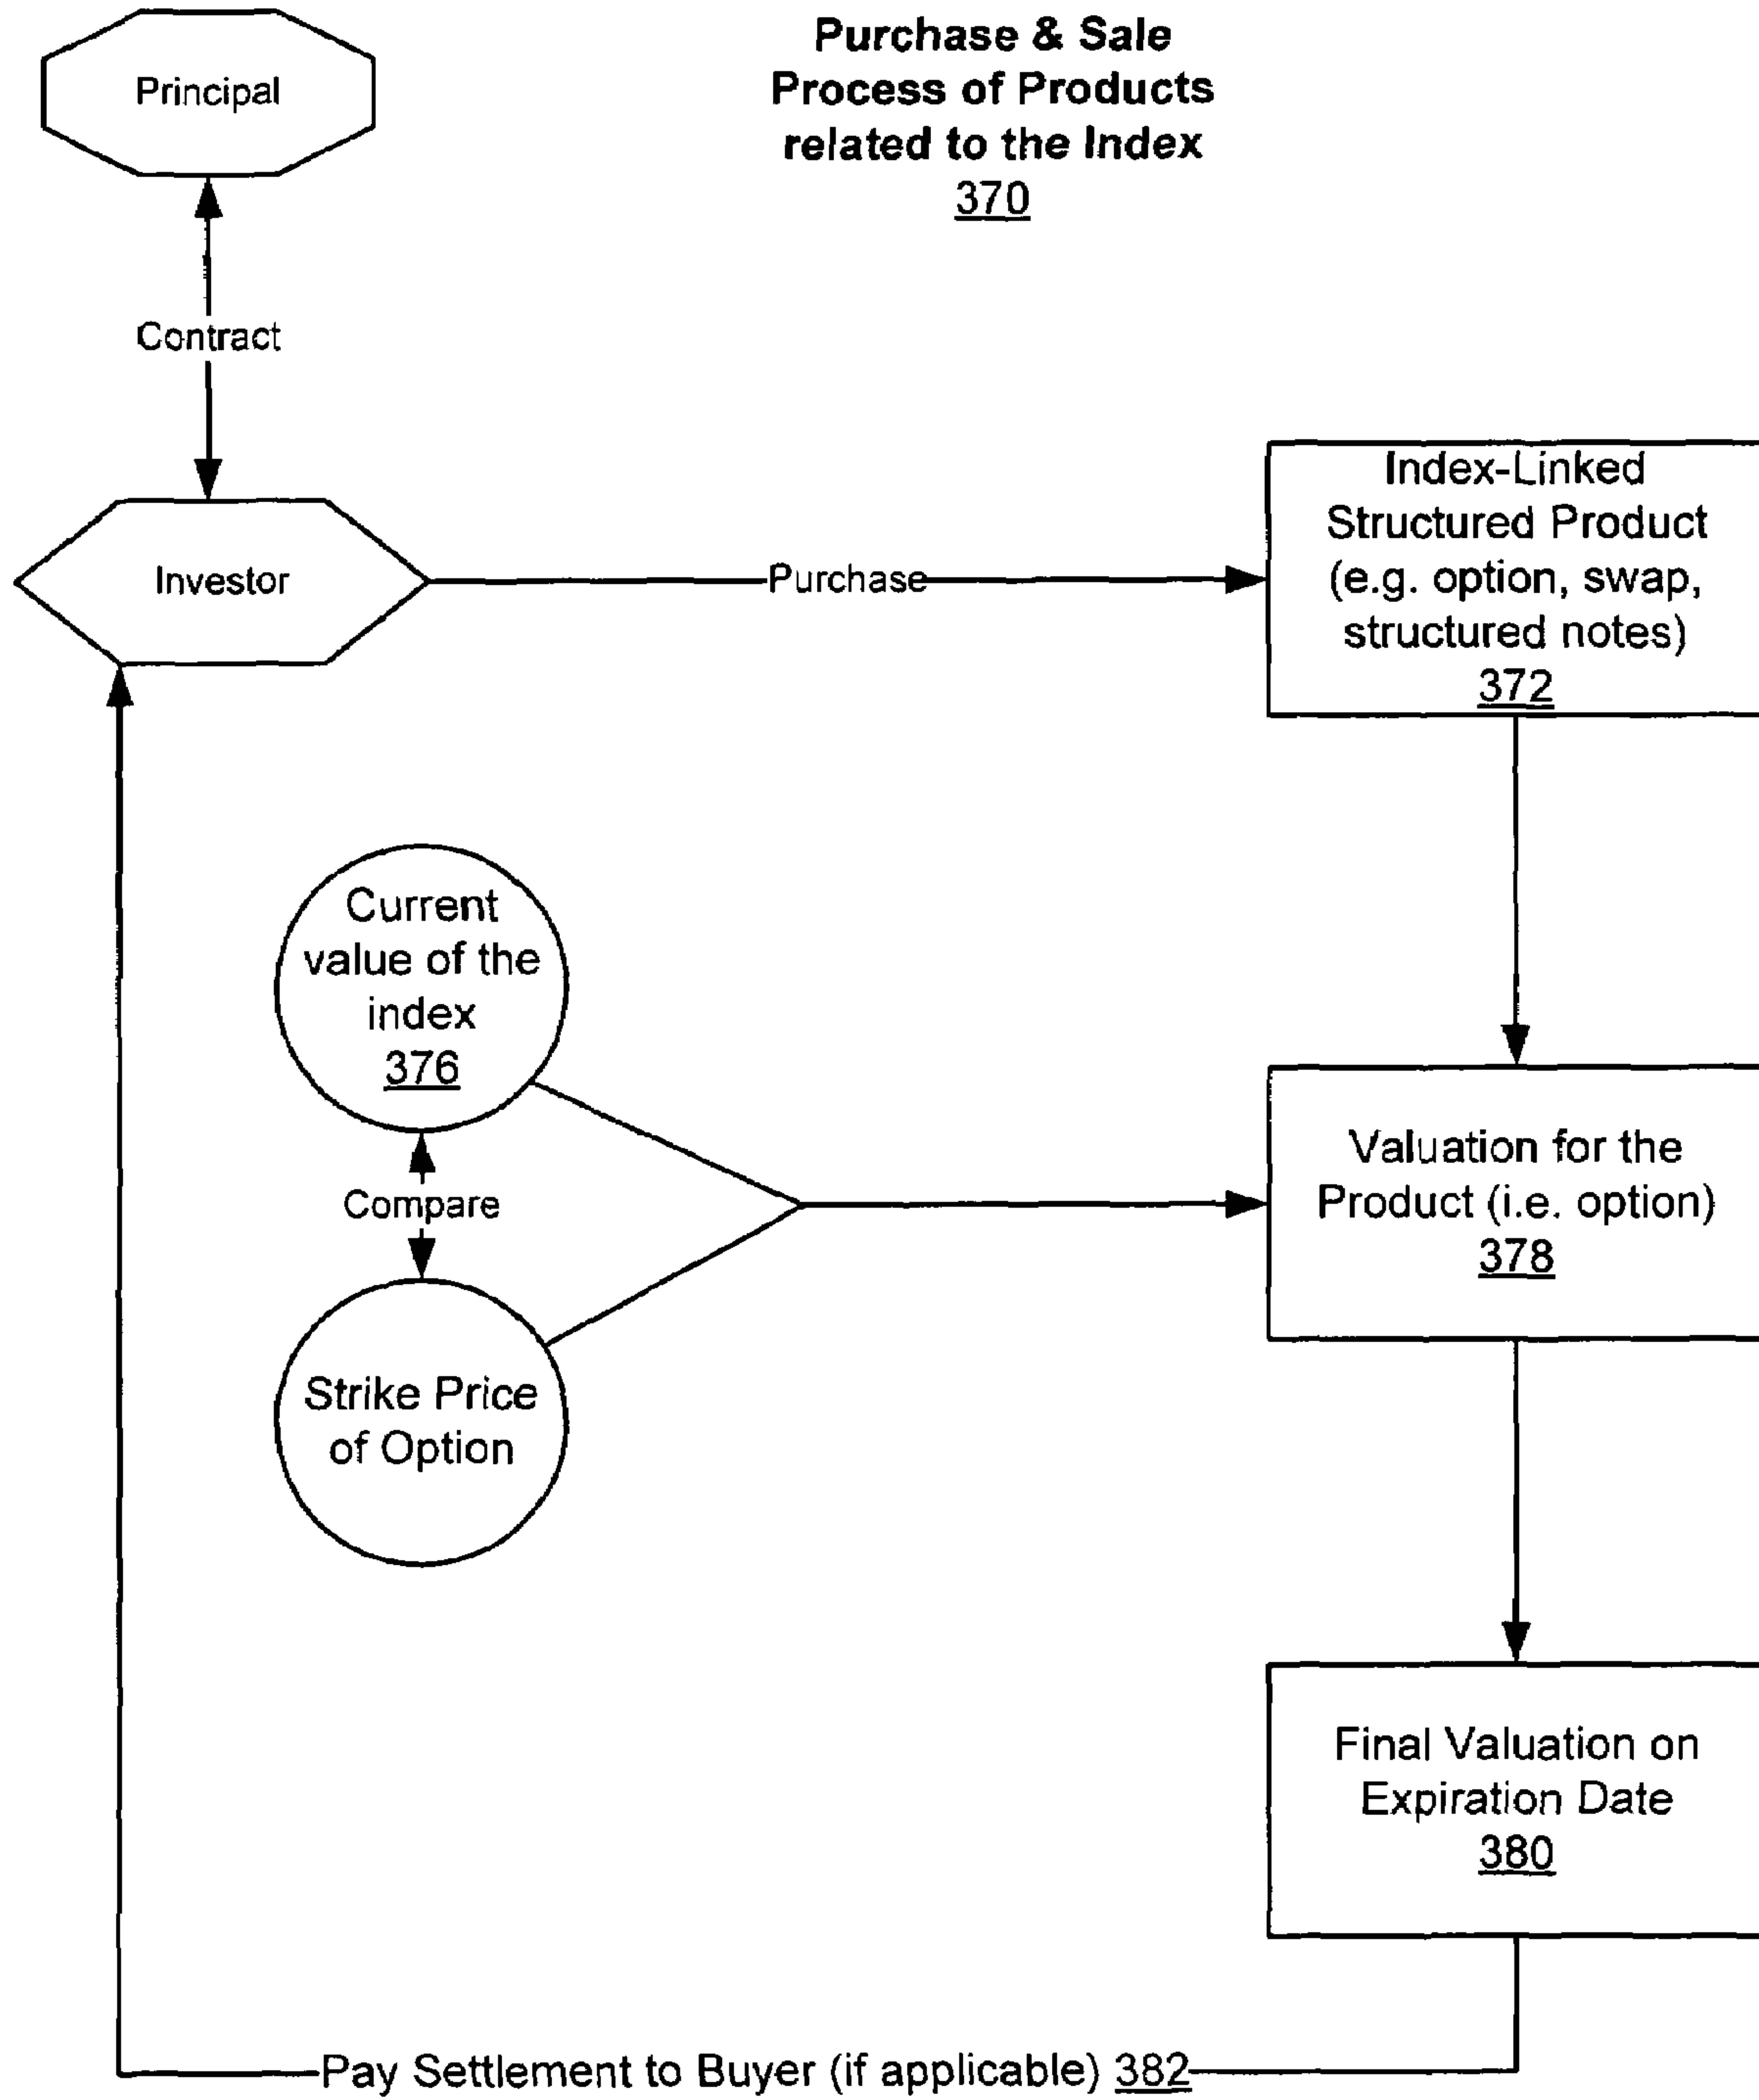 Purchase & Sale
Process of Products
related to the Index
370
Principal
Contract
Investor
Purchase
Index-Linked
Structured Product
(e.g. option, swap,
structured notes)
372
Current
value of the
index
376
Compare
Strike Price
of Option
Valuation for the
Product (i.e. option)
378
Final Valuation on
Expiration Date
380
Pay Settlement to Buyer (if applicable) 382